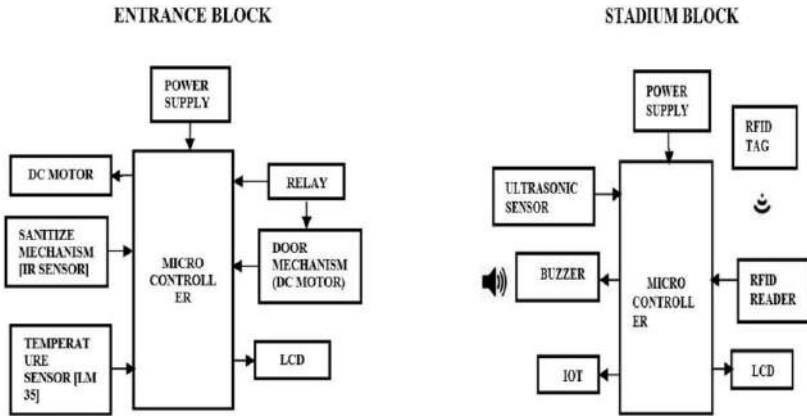 ENTRANCE BLOCK
POWER
SUPPLY
DC MOTOR
SANITIZE
MECHANISM
[IR SENSOR]
TEMPERAT
URE
SENSOR [LM
35]
MICRO
CONTROLL
ER
RELAY
DOOR
MECHANISM
(DC MOTOR)
LCD
STADIUM BLOCK
POWER
SUPPLY
RFID
TAG
ULTRASONIC
SENSOR
BUZZER
IOT
MICRO
CONTROLL
ER
RFID
READER
LCD